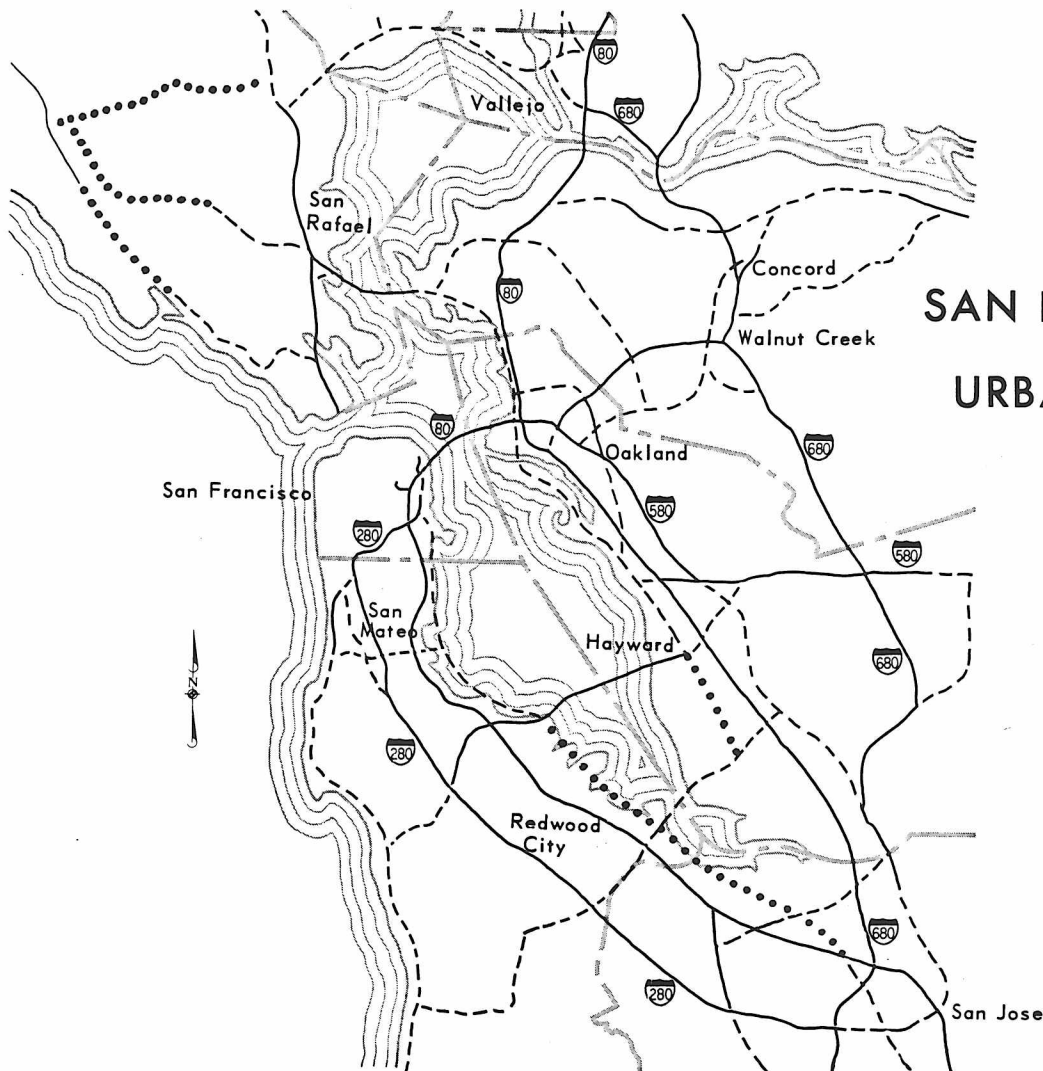 80
Vallejo
680
San
Rafael
80
Concord
SAN
Walnut Creek
URBA
80
Oakland
680
San Francisco
280
580
580
San
Mateo
Hayward
680
N
280
Redwood
City
680
280
San Jose